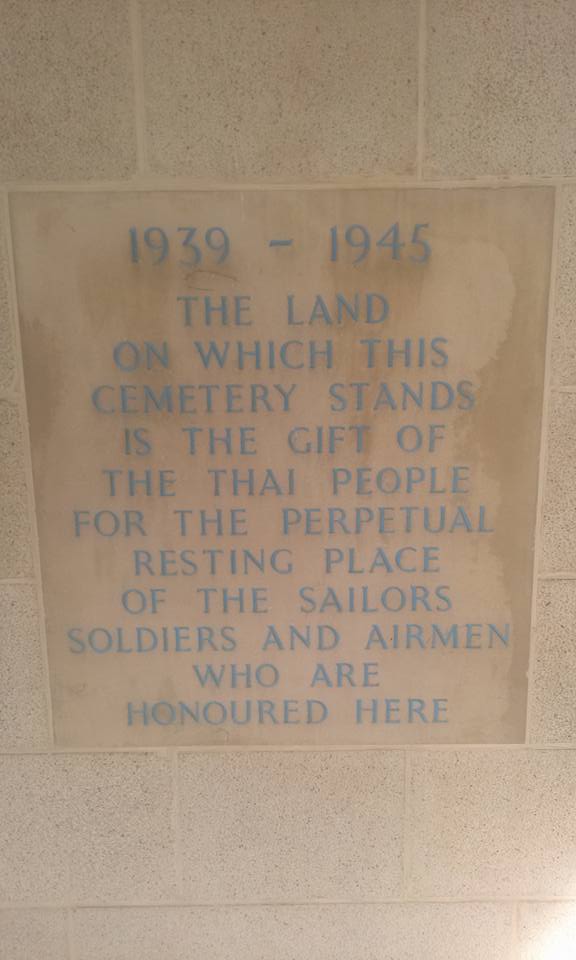 1939 - 1945
THE LAND
ON WHICH THIS
CEMETERY STANDS
IS THE GIFT OF
THE THAI PEOPLE
FOR THE PERPETUAL
RESTING PLACE
OF THE SAILORS
SOLDIERS AND AIRMEN
WHO ARE
HONOURED HERE